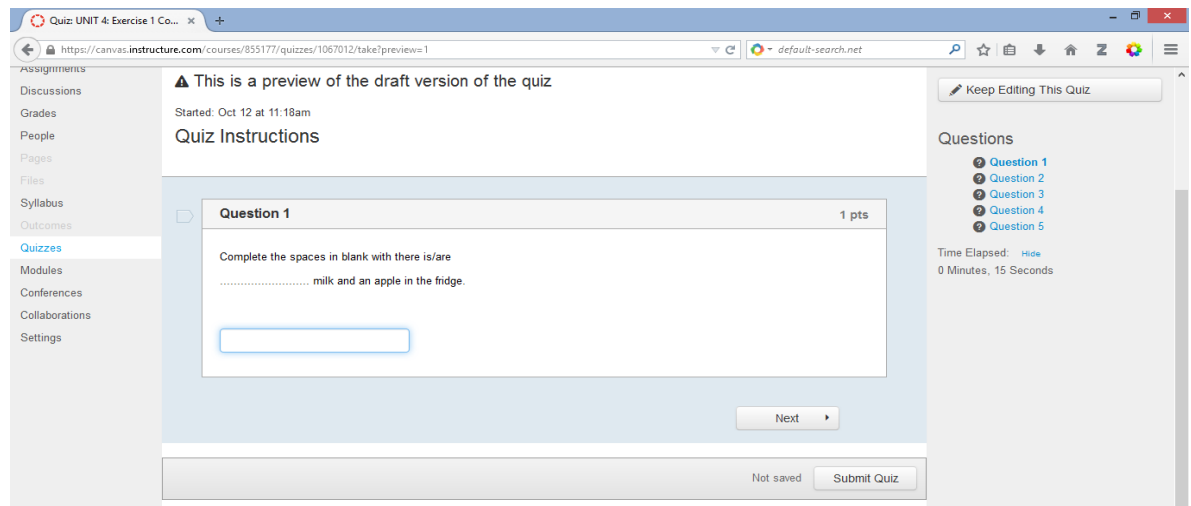 Quiz: UNIT 4: Exercise 1 Co... ×
https://canvas.instructure.com/courses/855177/quizzes/1067012/take?preview=1
default-search.net
Assignments
Discussions
Grades
People
Pages
Files
Syllabus
Outcomes
Quizzes
Modules
Conferences
Collaborations
Settings
This is a preview of the draft version of the quiz
Started: Oct 12 at 11:18am
Quiz Instructions
Question 1
1 pts
Complete the spaces in blank with there is/are
.......................... milk and an apple in the fridge.
Next
Not saved
Submit Quiz
Keep Editing This Quiz
Questions
Question 1
Question 2
Question 3
Question 4
Question 5
Time Elapsed: Hide
0 Minutes, 15 Seconds